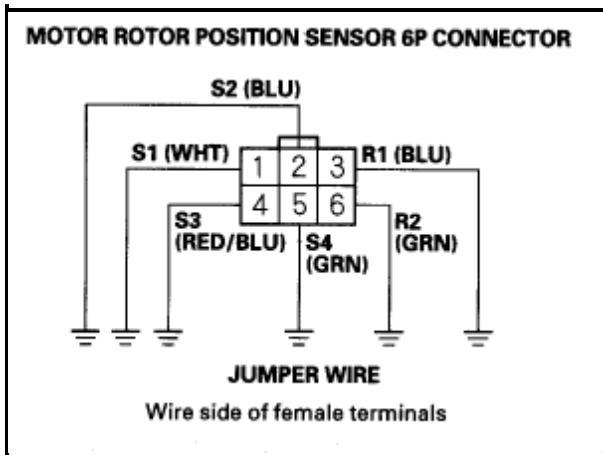 MOTOR ROTOR POSITION SENSOR 6P CONNECTOR
S2 (BLU)
S1 (WHT)
1 2 3
R1 (BLU)
4 5 6
S3
(RED/BLU)
S4
(GRN)
R2
(GRN)
JUMPER WIRE
Wire side of female terminals